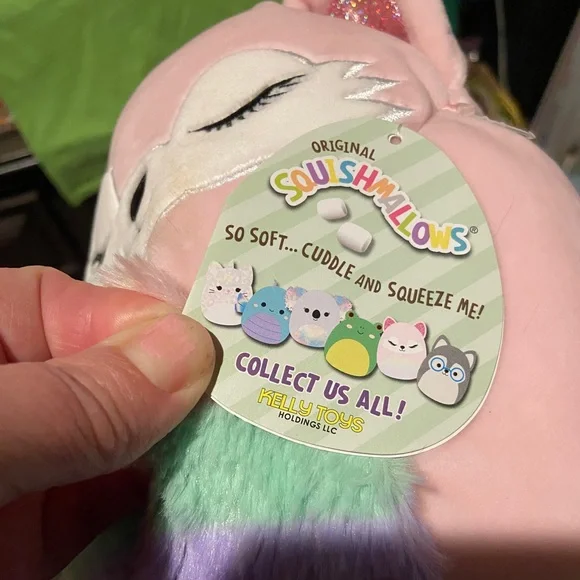 ORIGINAL
SQUISHMALLOWS®
SO SOFT... CUDDLE AND SQUEEZE ME!
COLLECT US ALL!
KELLY TOYS
HOLDINGS LLC